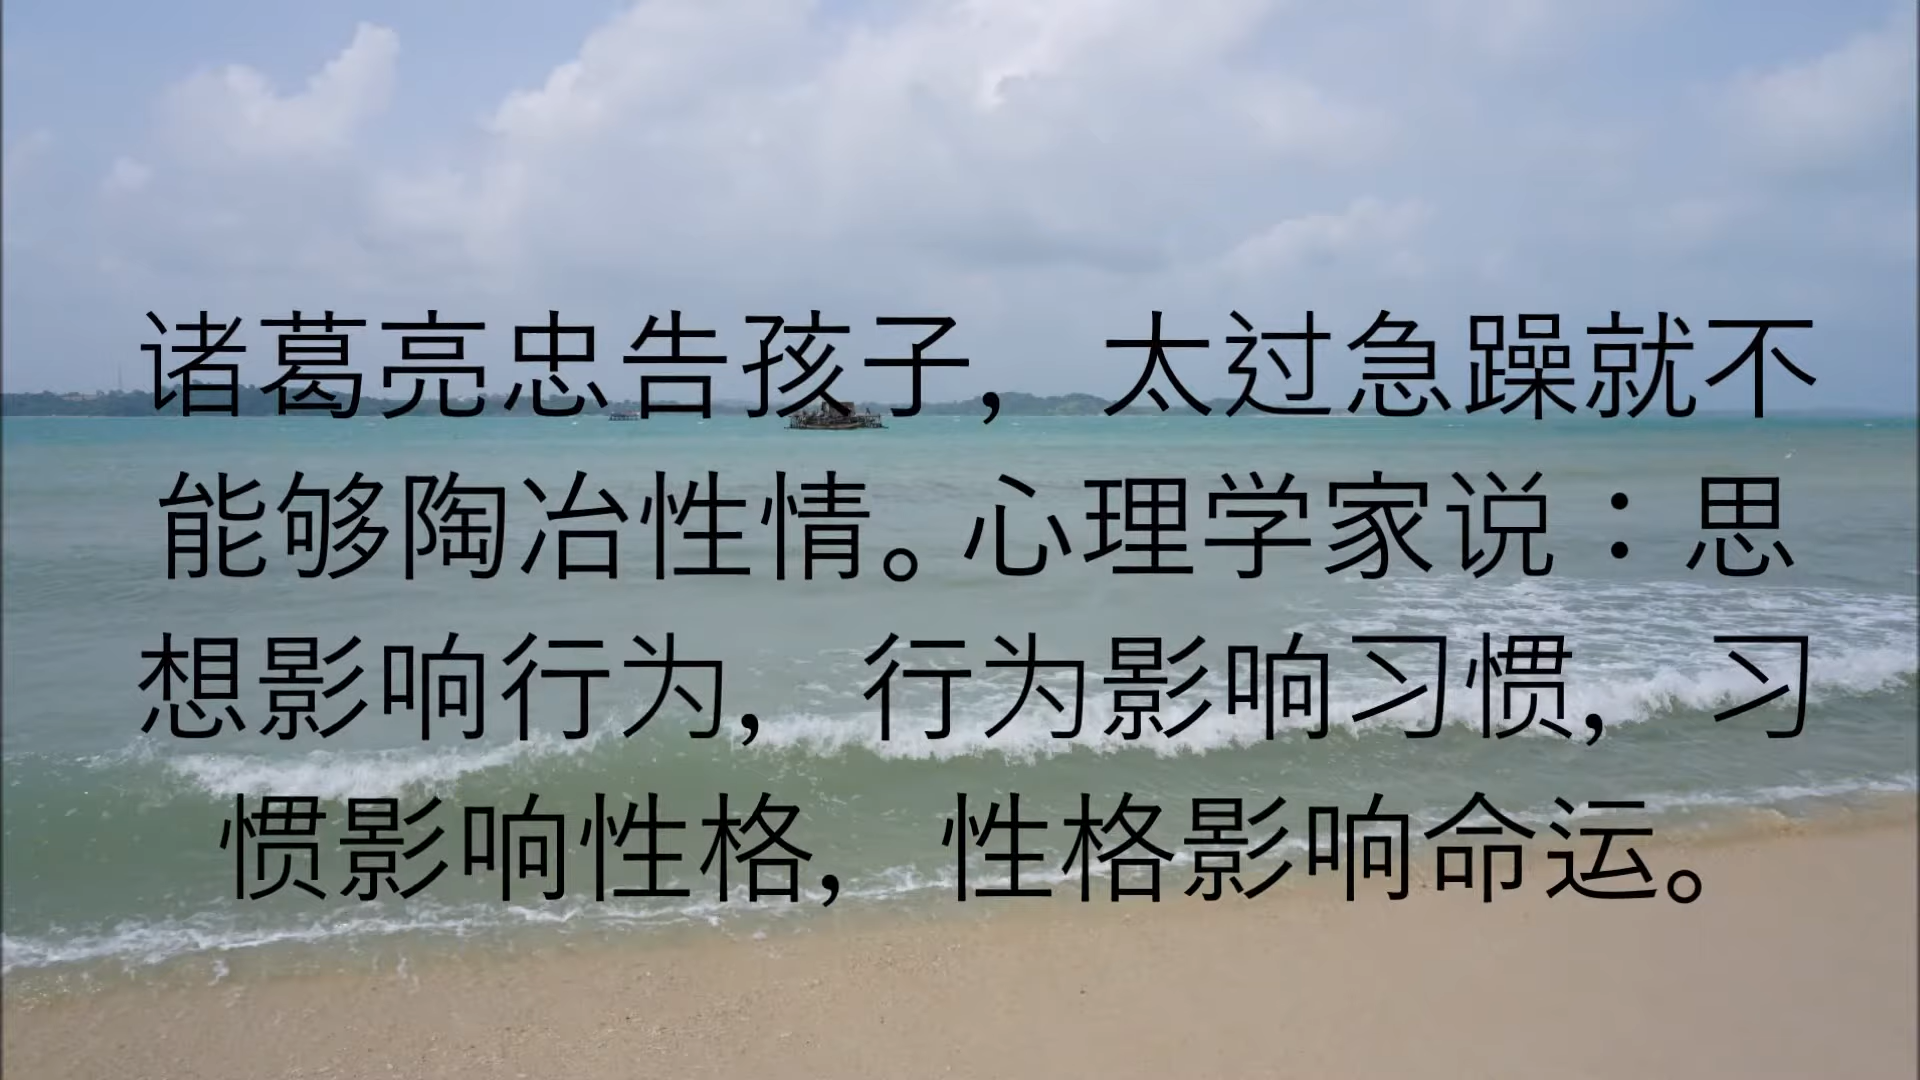 诸葛亮忠告孩子，太过急躁就不
能够陶冶性情。心理学家说：思
想影响行为，行为影响习惯，习
惯影响性格，性格影响命运。